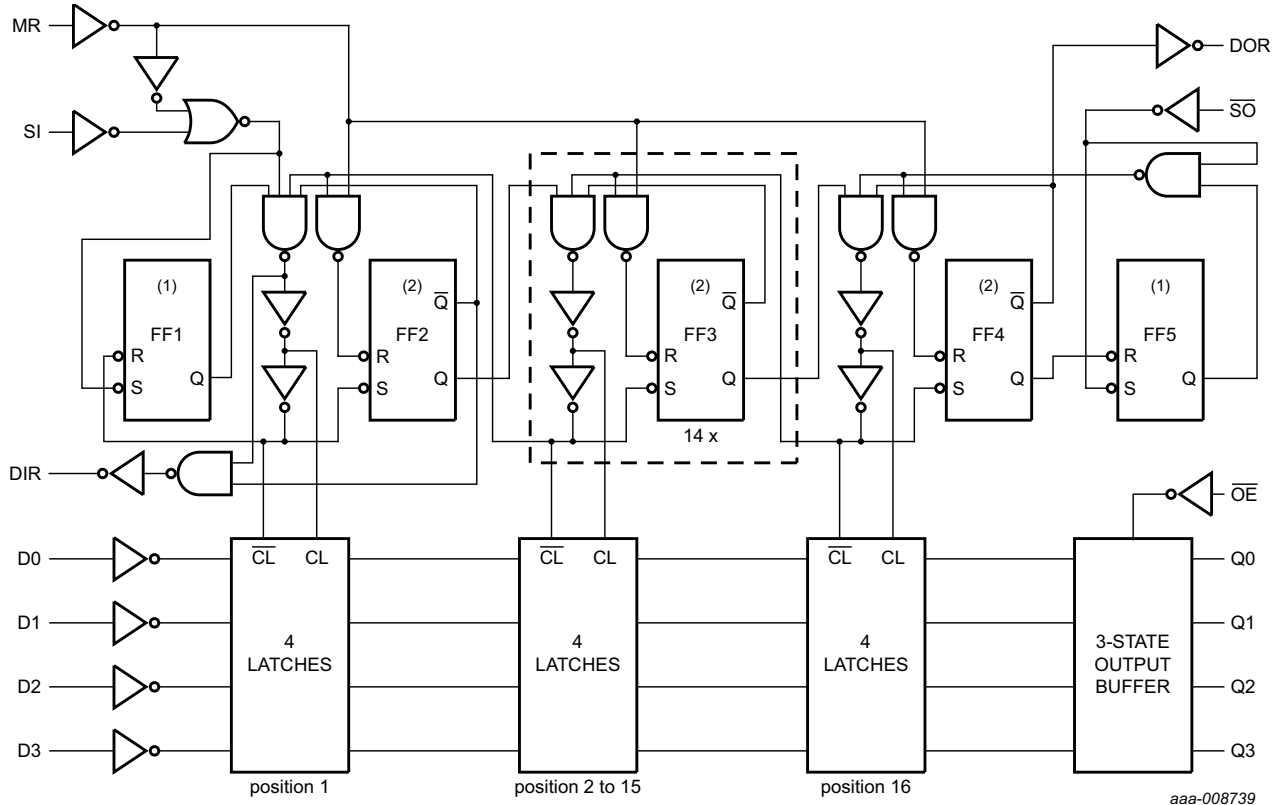 MR
DOR
SI
SO
(1)
FF1
R
S
Q
(2)
FF2
Q
R
S
Q
(2)
FF3
Q
R
S
Q
14 x
(2)
FF4
Q
R
S
Q
(1)
FF5
R
S
Q
DIR
OE
D0
D1
D2
D3
CL CL
4
LATCHES
position 1
CL CL
4
LATCHES
position 2 to 15
CL CL
4
LATCHES
position 16
3-STATE
OUTPUT
BUFFER
Q0
Q1
Q2
Q3
aaa-008739